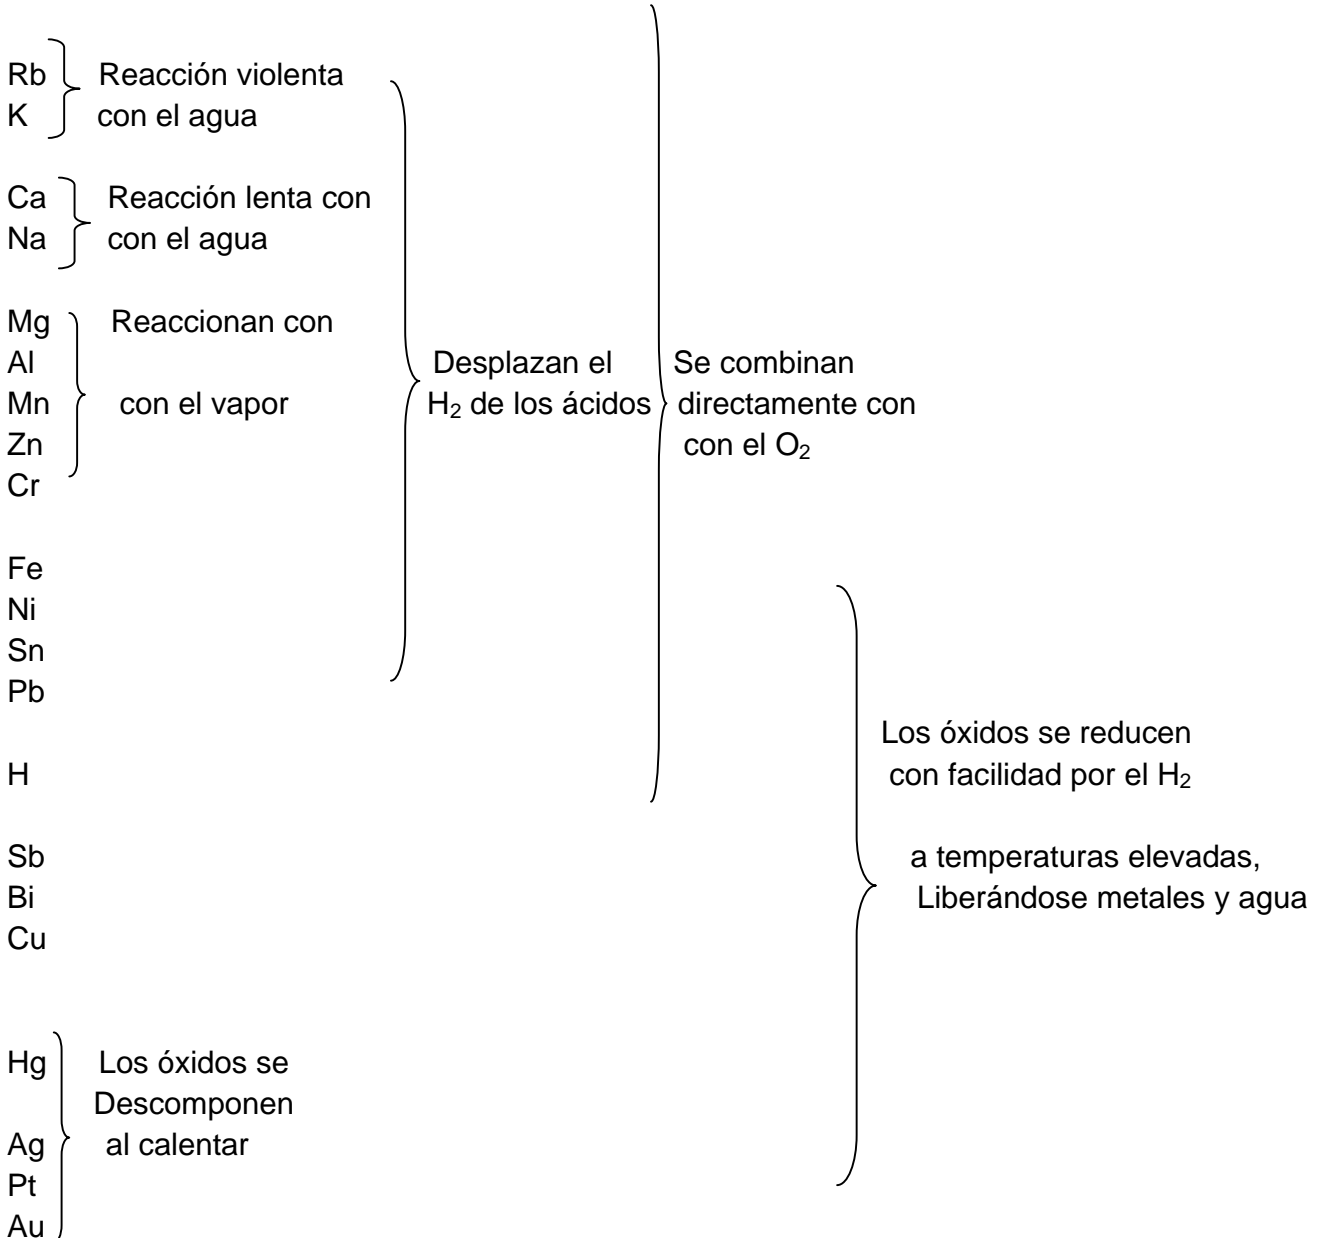 Rb Reacción violenta
K con el agua
Ca Reacción lenta con
Na con el agua
Mg Reaccionan con
Al Desplazan el Se combinan
Mn con el vapor H₂ de los ácidos directamente con
Zn con el O₂
Cr
Fe
Ni
Sn
Pb
Los óxidos se reducen
H con facilidad por el H₂
Sb a temperaturas elevadas,
Bi Liberándose metales y agua
Cu
Hg Los óxidos se
Descomponen
Ag al calentar
Pt
Au